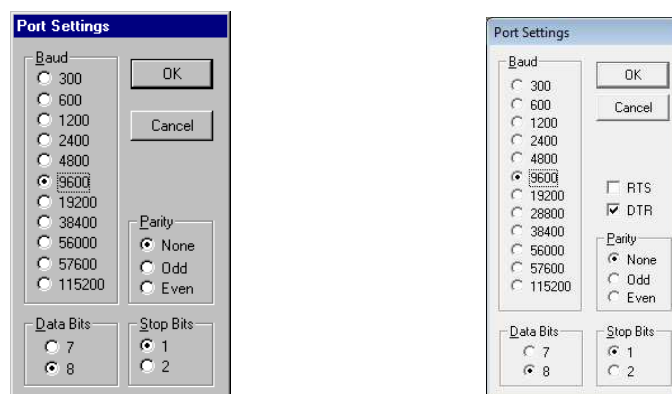 Port Settings
Baud
300
600
1200
2400
4800
9600
19200
38400
56000
57600
115200
OK
Cancel
Parity
None
Odd
Even
Data Bits
7
8
Stop Bits
1
2
Port Settings
Baud
300
600
1200
2400
4800
9600
19200
28800
38400
56000
57600
115200
OK
Cancel
RTS
DTR
Parity
None
Odd
Even
Data Bits
7
8
Stop Bits
1
2